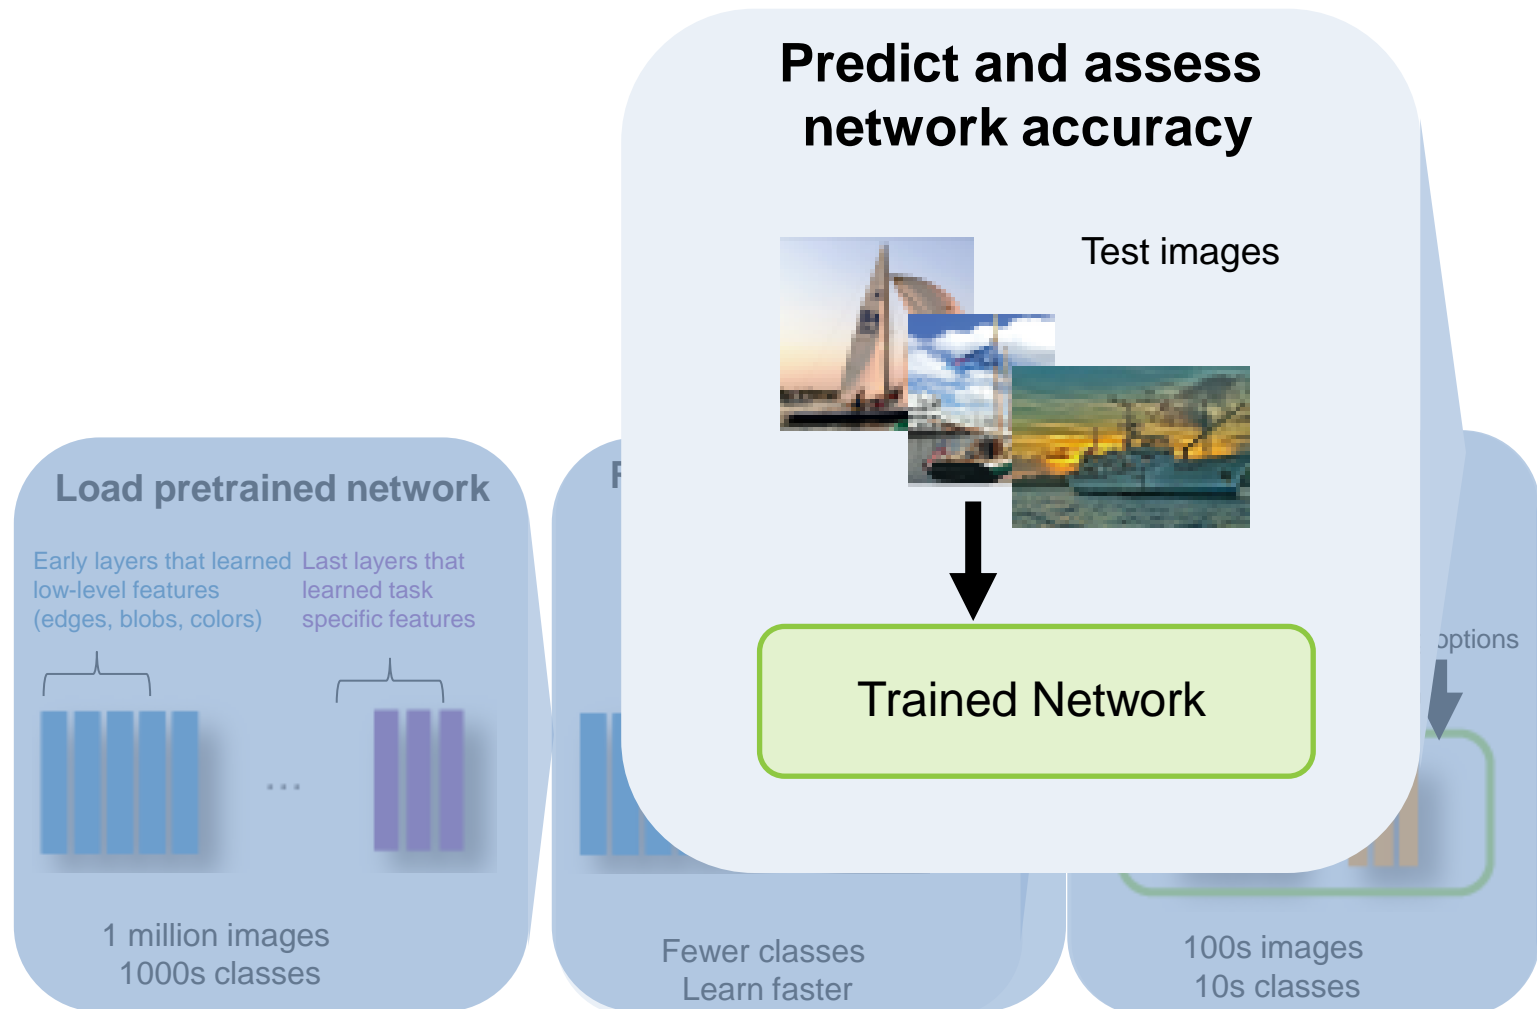 Predict and assess
network accuracy
Test images
Trained Network
Load pretrained network
Early layers that learned
low-level features
(edges, blobs, colors)
Last layers that
learned task
specific features
...
1 million images
1000s classes
Fewer classes
Learn faster
options
100s images
10s classes